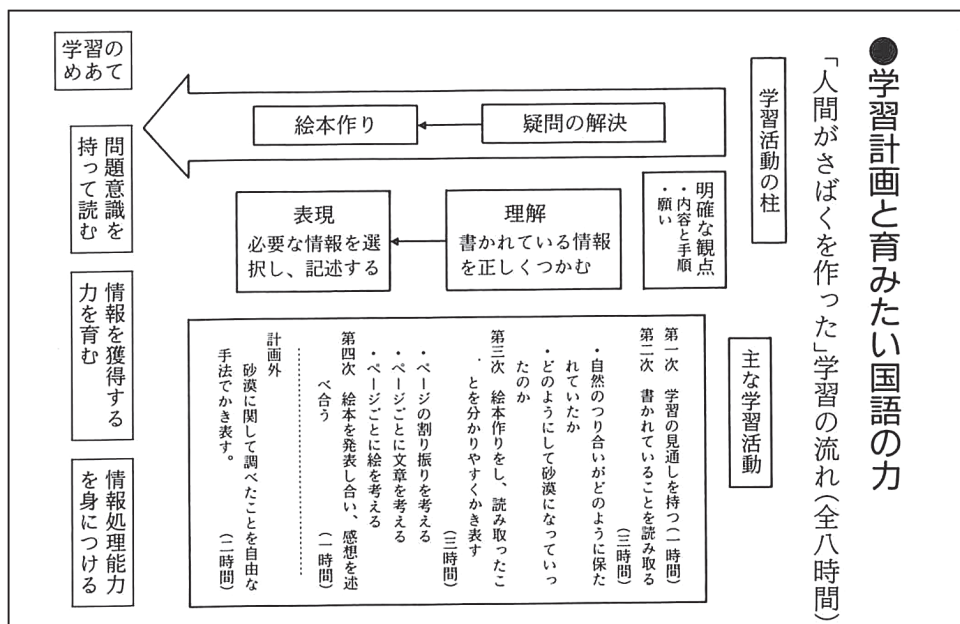 ●学習計画と育みたい国語の力
「人間がさばくを作った」学習の流れ(全八時間)
学習活動の柱
疑問の解決
絵本作り
明確な観点
・内容と手順
・願い
理解
書かれている情報
を正しくつかむ
表現
必要な情報を選
択し、記述する
主な学習活動
第一次 学習の見通しを持つ(一時間)
第二次 書かれていることを読み取る
(三時間)
・自然のつり合いがどのように保た
れていたか
・どのようにして砂漠になっていっ
たのか
第三次 絵本作りをし、読み取ったこ
とを分かりやすくかき表す
(三時間)
・ページの割り振りを考える
・ページごとに文章を考える
・ページごとに絵を考える
第四次 絵本を発表し合い、感想を述
べ合う (一時間)
計画外
砂漠に関して調べたことを自由な
手法でかき表す。 (二時間)
学習の
めあて
問題意識を
持って読む
情報を獲得する
力を育む
情報処理能力
を身につける